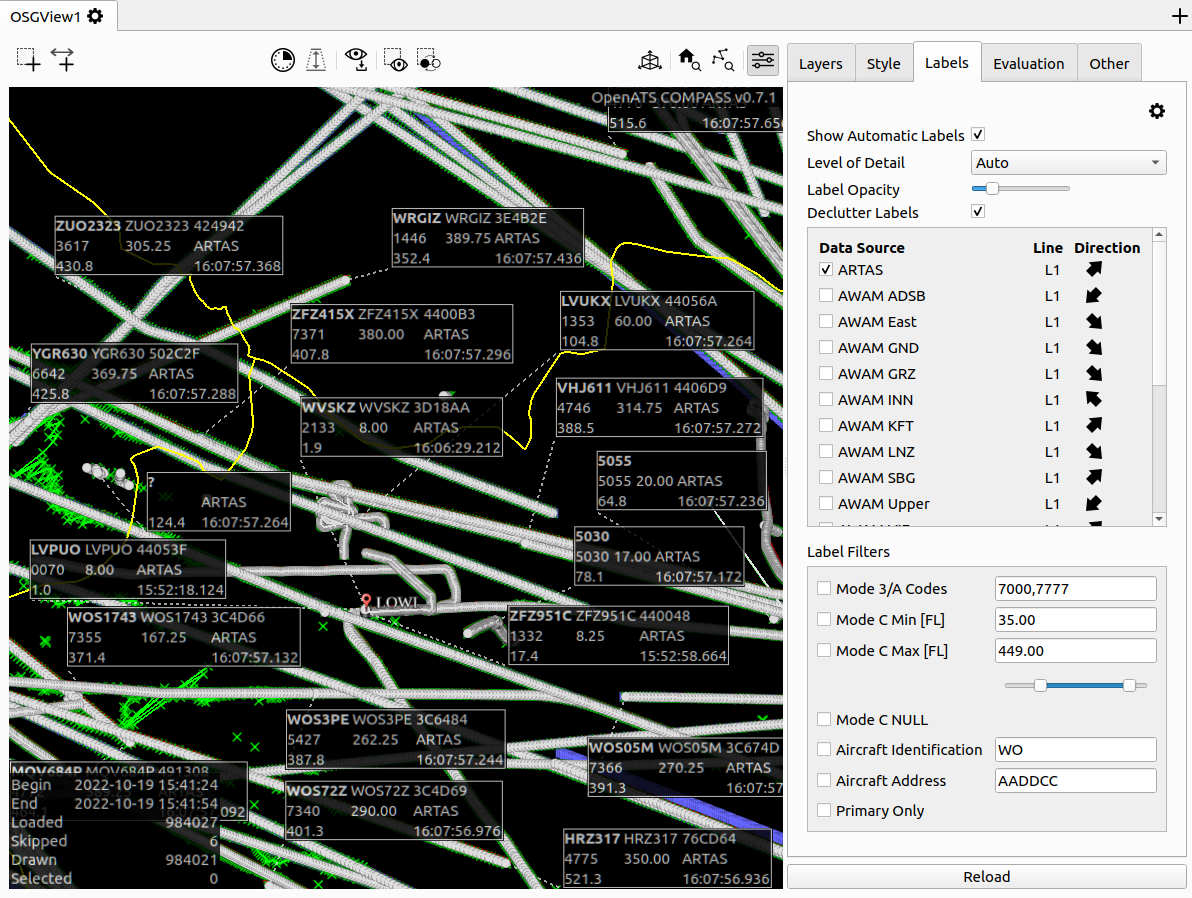 OSGView1
Layers Style Labels Evaluation Other
OpenATS COMPASS v0.7.1
515.6 16:07:57.656
ZUO2323 ZUO2323 424942
3617 305.25 ARTAS
430.8 16:07:57.368
WRGIZ WRGIZ 3E4B2E
1446 389.75 ARTAS
352.4 16:07:57.436
ZFZ415X ZFZ415X 4400B3
7371 380.00 ARTAS
407.8 16:07:57.296
LVUKX LVUKX 44056A
1353 60.00 ARTAS
104.8 16:07:57.264
YGR630 YGR630 502C2F
6642 369.75 ARTAS
425.8 16:07:57.288
VHJ611 VHJ611 4406D9
4746 314.75 ARTAS
388.5 16:07:57.272
WVSKZ WVSKZ 3D18AA
2133 8.00 ARTAS
1.9 16:06:29.212
5055
5055 20.00 ARTAS
64.8 16:07:57.236
?
ARTAS
124.4 16:07:57.264
5030
5030 17.00 ARTAS
78.1 16:07:57.172
LVPUO LVPUO 44053F
0070 8.00 ARTAS
1.0 15:52:18.124
LOWI
WOS1743 WOS1743 3C4D66
7355 167.25 ARTAS
371.4 16:07:57.132
ZFZ951C ZFZ951C 440048
1332 8.25 ARTAS
17.4 15:52:58.664
WOS3PE WOS3PE 3C6484
5427 262.25 ARTAS
387.8 16:07:57.244
WOS05M WOS05M 3C674D
7366 270.25 ARTAS
391.3 16:07:57
MOV684P MOV684P 491308
WOS72Z WOS72Z 3C4D69
7340 290.00 ARTAS
401.3 16:07:56.976
HRZ317 HRZ317 76CD64
4775 350.00 ARTAS
521.3 16:07:56.936
Begin 2022-10-19 15:41:24
End 2022-10-19 15:41:54
092
Loaded 984027
Skipped 6
Drawn 984021
Selected 0
Show Automatic Labels
Level of Detail Auto
Label Opacity
Declutter Labels
Data Source Line Direction
ARTAS L1
AWAM ADSB L1
AWAM East L1
AWAM GND L1
AWAM GRZ L1
AWAM INN L1
AWAM KFT L1
AWAM LNZ L1
AWAM SBG L1
AWAM Upper L1
Label Filters
Mode 3/A Codes 7000,7777
Mode C Min [FL] 35.00
Mode C Max [FL] 449.00
Mode C NULL
Aircraft Identification WO
Aircraft Address AADDCC
Primary Only
Reload